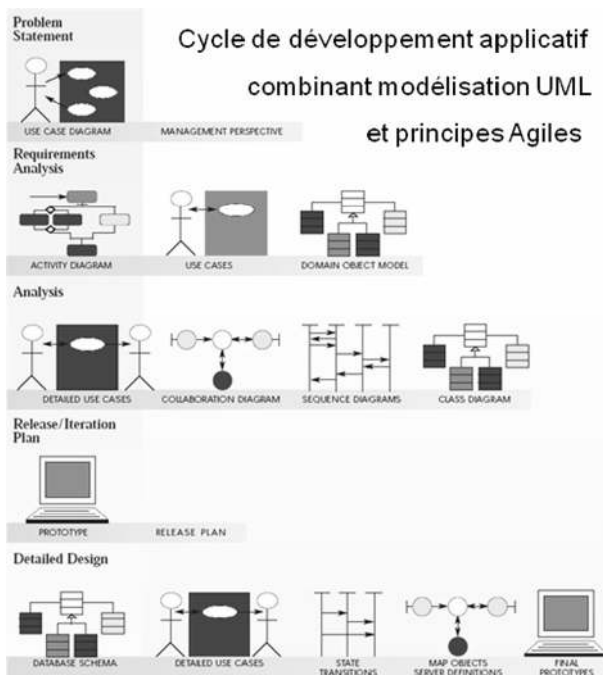 Problem
Statement
Cycle de développement applicatif
combinant modélisation UML
et principes Agiles
USE CASE DIAGRAM MANAGEMENT PERSPECTIVE
Requirements
Analysis
ACTIVITY DIAGRAM USE CASES DOMAIN OBJECT MODEL
Analysis
DETAILED USE CASES COLLABORATION DIAGRAM SEQUENCE DIAGRAMS CLASS DIAGRAM
Release/Iteration
Plan
PROTOTYPE RELEASE PLAN
Detailed Design
DATABASE SCHEMA DETAILED USE CASES STATE TRANSITIONS MAP OBJECTS SERVER DEFINITIONS FINAL PROTOTYPES